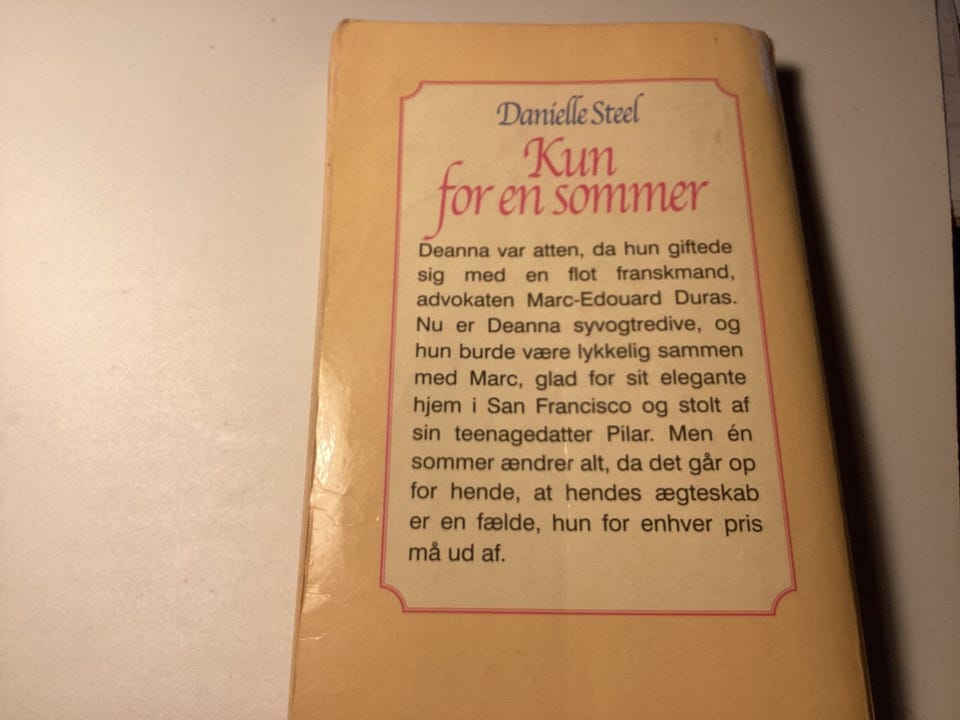 Danielle Steel
Kun
for en sommer
Deanna var atten, da hun giftede
sig med en flot franskmand,
advokaten Marc-Edouard Duras.
Nu er Deanna syvogtredive, og
hun burde være lykkelig sammen
med Marc, glad for sit elegante
hjem i San Francisco og stolt af
sin teenagedatter Pilar. Men én
sommer ændrer alt, da det går op
for hende, at hendes ægteskab
er en fælde, hun for enhver pris
må ud af.